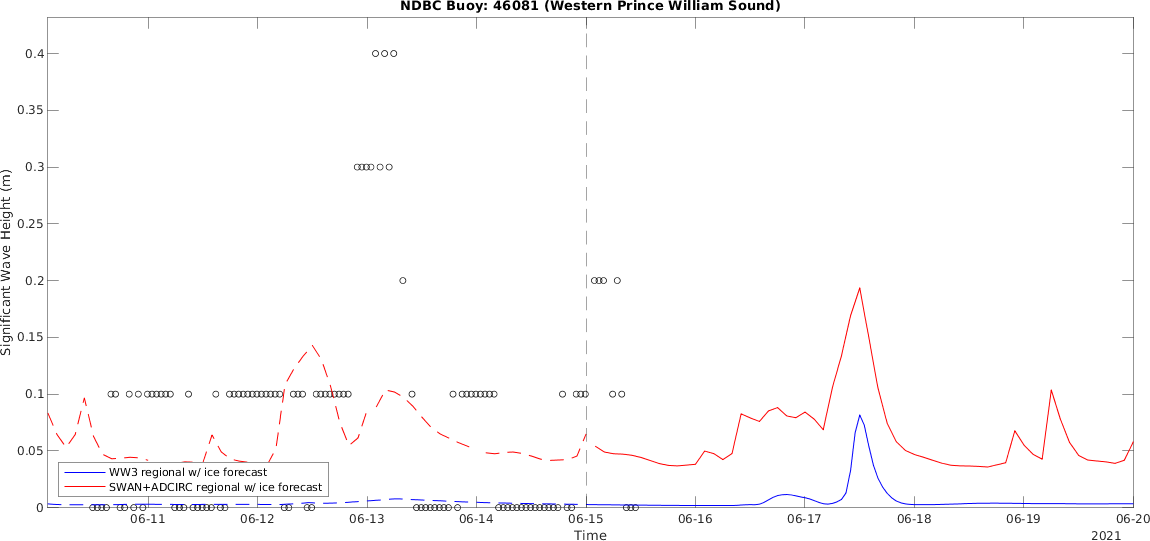 NDBC Buoy: 46081 (Western Prince William Sound)
Significant Wave Height (m)
0.4
0.35
0.3
0.25
0.2
0.15
0.1
0.05
0
WW3 regional w/ ice forecast
SWAN+ADCIRC regional w/ ice forecast
06-11 06-12 06-13 06-14 06-15 06-16 06-17 06-18 06-19 06-20
Time
2021